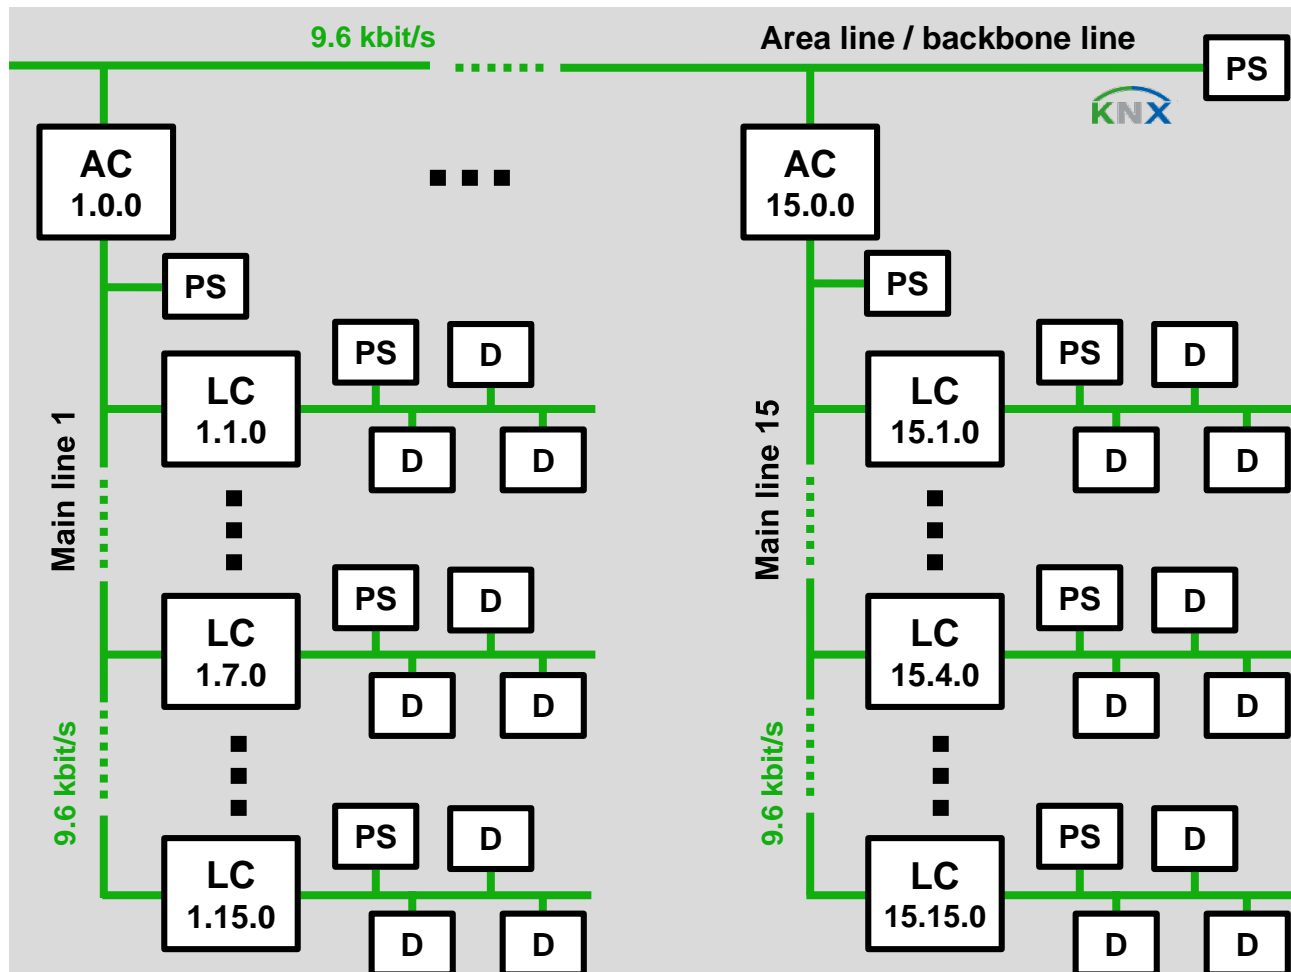 9.6 kbit/s
Area line / backbone line
PS
KNX
AC
1.0.0
AC
15.0.0
PS
PS
Main line 1
9.6 kbit/s
LC
1.1.0
PS
D
D
D
LC
1.7.0
PS
D
D
D
LC
1.15.0
PS
D
D
D
Main line 15
9.6 kbit/s
LC
15.1.0
PS
D
D
D
LC
15.4.0
PS
D
D
D
LC
15.15.0
PS
D
D
D